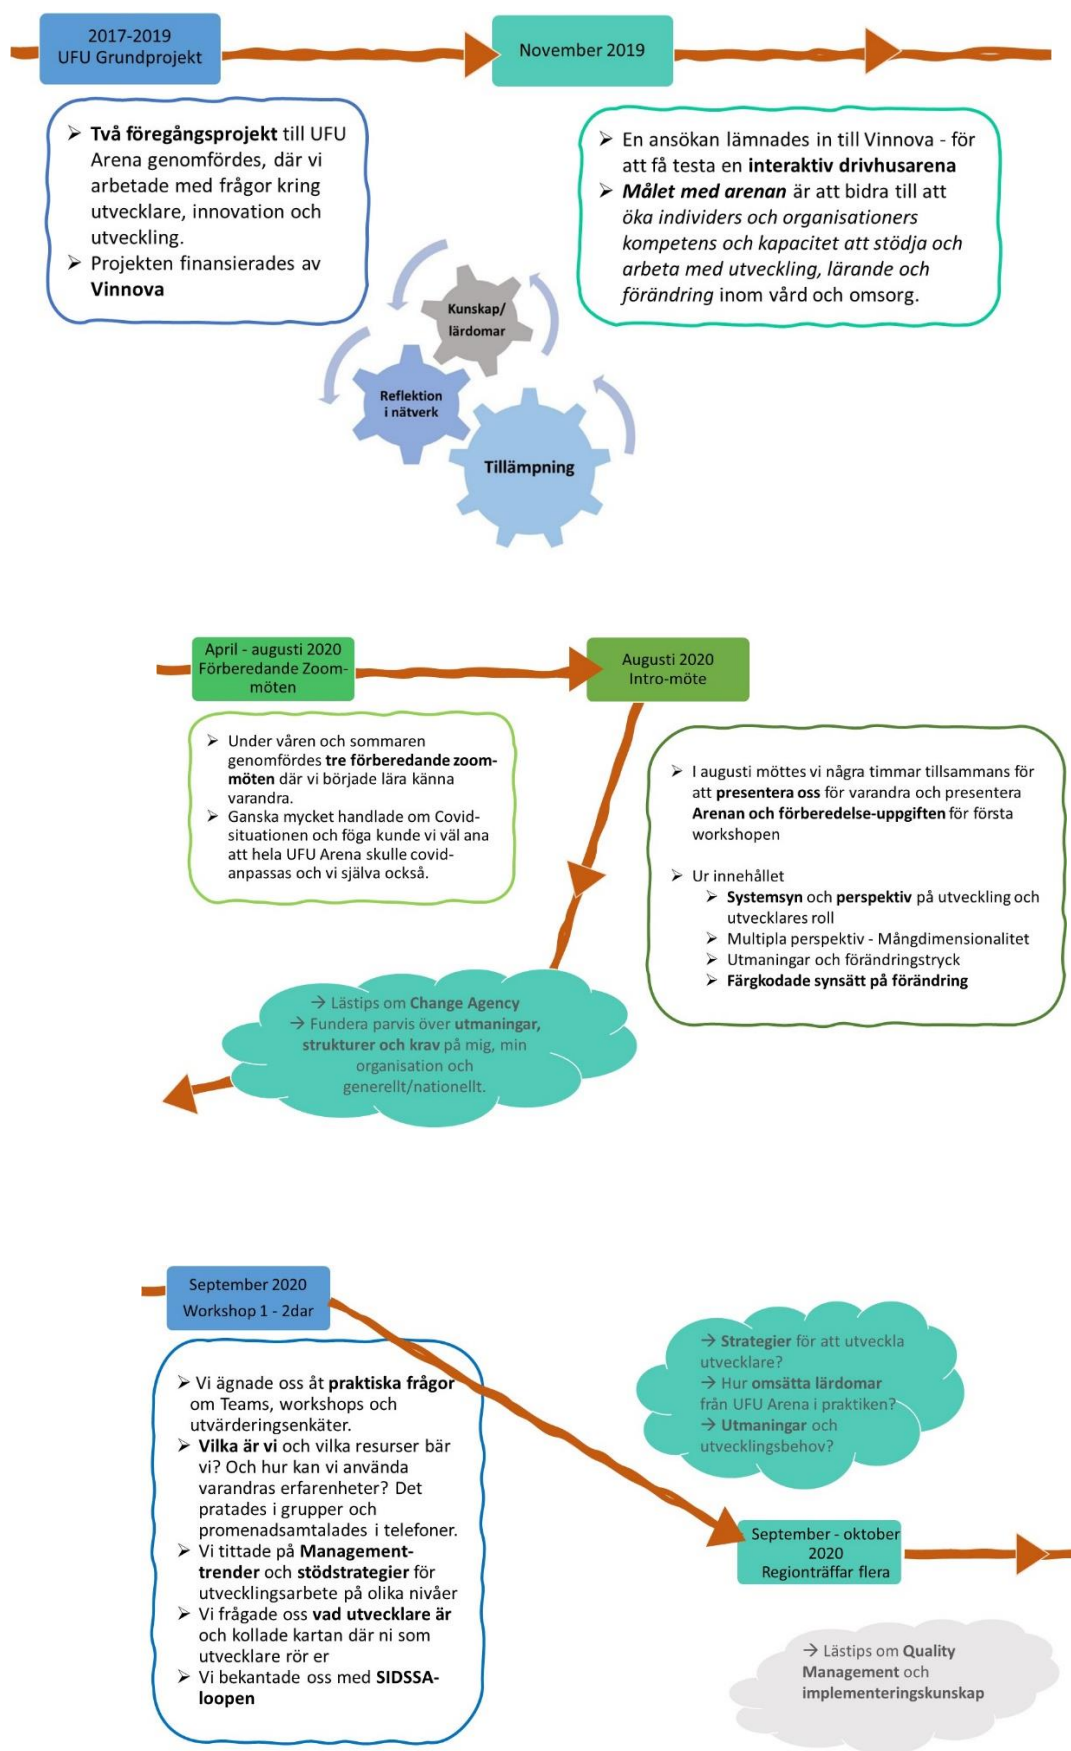 2017-2019
UFU Grundprojekt
November 2019
➢ Två föregångsprojekt till UFU
Arena genomfördes, där vi
arbetade med frågor kring
utvecklare, innovation och
utveckling.
➢ Projekten finansierades av
Vinnova
➢ En ansökan lämnades in till Vinnova - för
att få testa en interaktiv drivhusarena
➢ Målet med arenan är att bidra till att
öka individers och organisationers
kompetens och kapacitet att stödja och
arbeta med utveckling, lärande och
förändring inom vård och omsorg.
Kunskap/
lärdomar
Reflektion
i nätverk
Tillämpning
April - augusti 2020
Förberedande Zoom-
möten
Augusti 2020
Intro-möte
➢ Under våren och sommaren
genomfördes tre förberedande zoom-
möten där vi började lära känna
varandra.
➢ Ganska mycket handlade om Covid-
situationen och föga kunde vi väl ana
att hela UFU Arena skulle covid-
anpassas och vi själva också.
➢ I augusti möttes vi några timmar tillsammans för
att presentera oss för varandra och presentera
Arenan och förberedelse-uppgiften för första
workshopen
➢ Ur innehållet
➢ Systemsyn och perspektiv på utveckling och
utvecklares roll
➢ Multipla perspektiv - Mångdimensionalitet
➢ Utmaningar och förändringstryck
➢ Färgkodade synsätt på förändring
→ Lästips om Change Agency
→ Fundera parvis över utmaningar,
strukturer och krav på mig, min
organisation och
generellt/nationellt.
September 2020
Workshop 1 - 2dar
➢ Vi ägnade oss åt praktiska frågor
om Teams, workshops och
utvärderingsenkäter.
➢ Vilka är vi och vilka resurser bär
vi? Och hur kan vi använda
varandras erfarenheter? Det
pratades i grupper och
promenadsamtalades i telefoner.
➢ Vi tittade på Management-
trender och stödstrategier för
utvecklingsarbete på olika nivåer
➢ Vi frågade oss vad utvecklare är
och kollade kartan där ni som
utvecklare rör er
➢ Vi bekantade oss med SIDSSA-
loopen
→ Strategier för att utveckla
utvecklare?
→ Hur omsätta lärdomar
från UFU Arena i praktiken?
→ Utmaningar och
utvecklingsbehov?
September - oktober
2020
Regionträffar flera
→ Lästips om Quality
Management och
implementeringskunskap